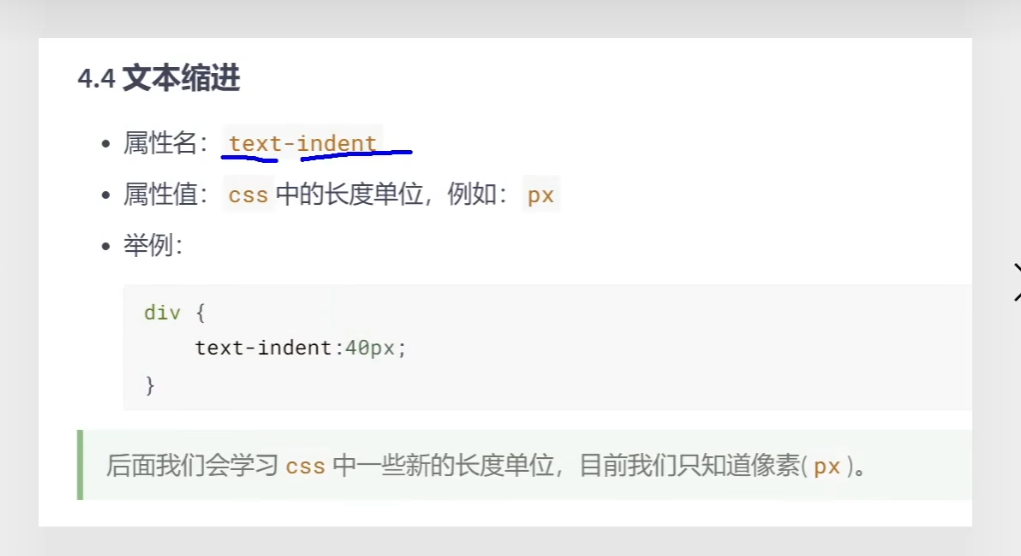 4.4 文本缩进
• 属性名：text-indent
• 属性值：css 中的长度单位，例如：px
• 举例：
div {
    text-indent:40px;
}
后面我们会学习 css 中一些新的长度单位，目前我们只知道像素( px )。